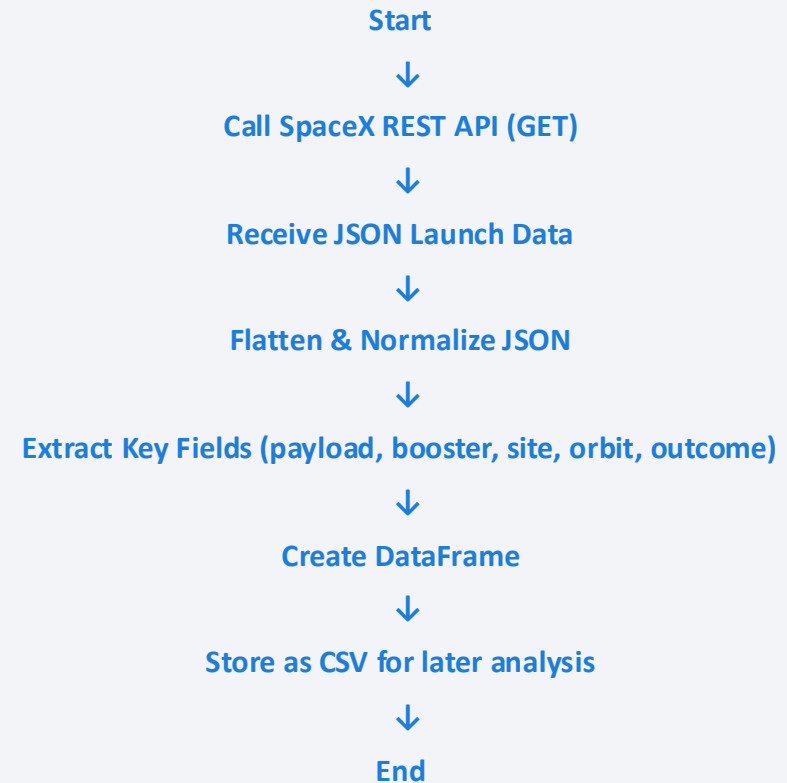 Start
↓
Call SpaceX REST API (GET)
↓
Receive JSON Launch Data
↓
Flatten & Normalize JSON
↓
Extract Key Fields (payload, booster, site, orbit, outcome)
↓
Create DataFrame
↓
Store as CSV for later analysis
↓
End